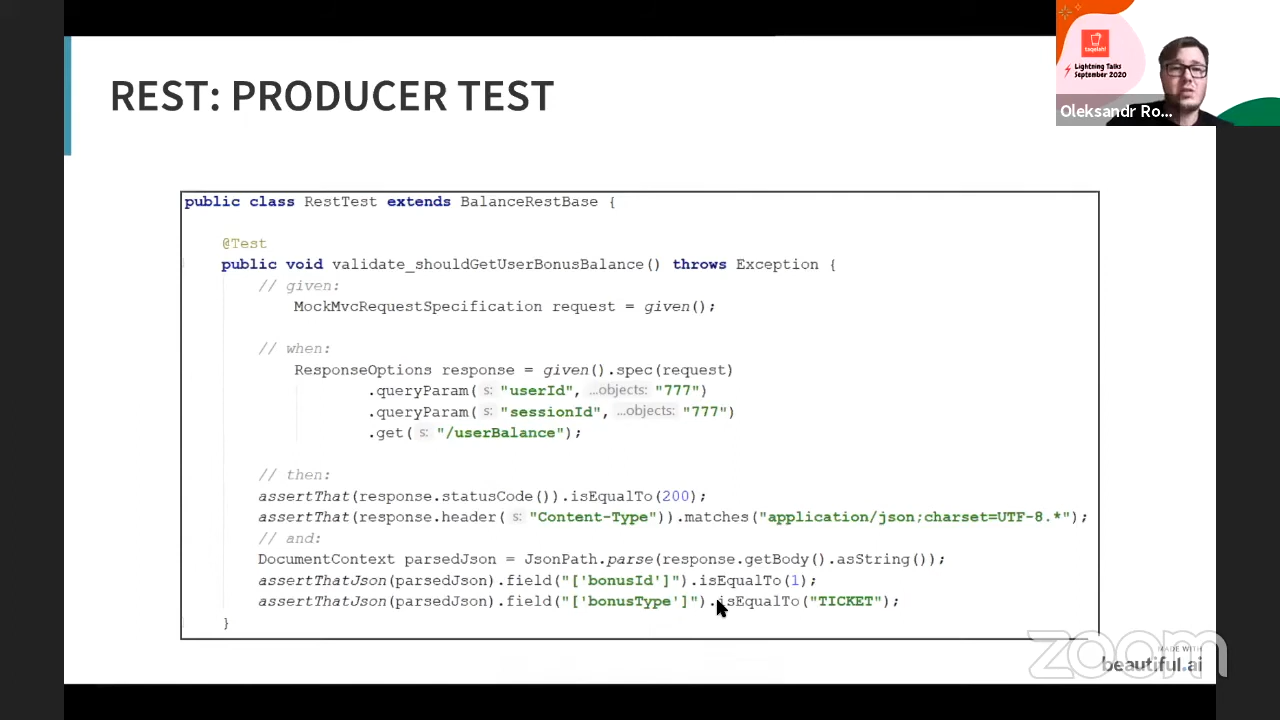 REST: PRODUCER TEST
taqelah!
Lightning Talks
September 2020
Oleksandr Ro...
public class RestTest extends BalanceRestBase {
@Test
public void validate_shouldGetUserBonusBalance() throws Exception {
// given:
MockMvcRequestSpecification request = given();
// when:
ResponseOptions response = given().spec(request)
.queryParam( s: "userId", ...objects: "777")
.queryParam( s: "sessionId", ...objects: "777")
.get( s: "/userBalance");
// then:
assertThat(response.statusCode()).isEqualTo(200);
assertThat(response.header( s: "Content-Type")).matches("application/json;charset=UTF-8.*");
// and:
DocumentContext parsedJson = JsonPath.parse(response.getBody().asString());
assertThatJson(parsedJson).field("['bonusId']").isEqualTo(1);
assertThatJson(parsedJson).field("['bonusType']").isEqualTo("TICKET");
}
zoom
MADE WITH
beautiful.ai